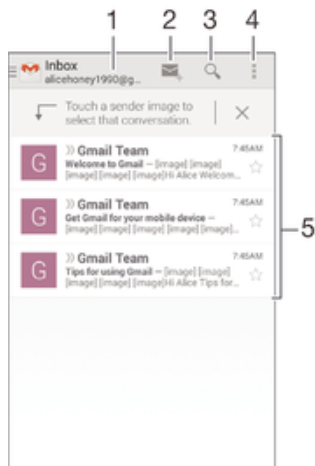 1 2 3 4
Inbox
alicehoney1990@g...
Touch a sender image to
select that conversation.
G
Gmail Team 7:45AM
Welcome to Gmail – [image] [image]
[image] [image] [image]Hi Alice Welcom...
G
Gmail Team 7:45AM
Get Gmail for your mobile device –
[image] [image] [image] [image] [image]...
G
Gmail Team 7:45AM
Tips for using Gmail – [image] [image]
[image] [image] [image]Hi Alice Tips for...
5